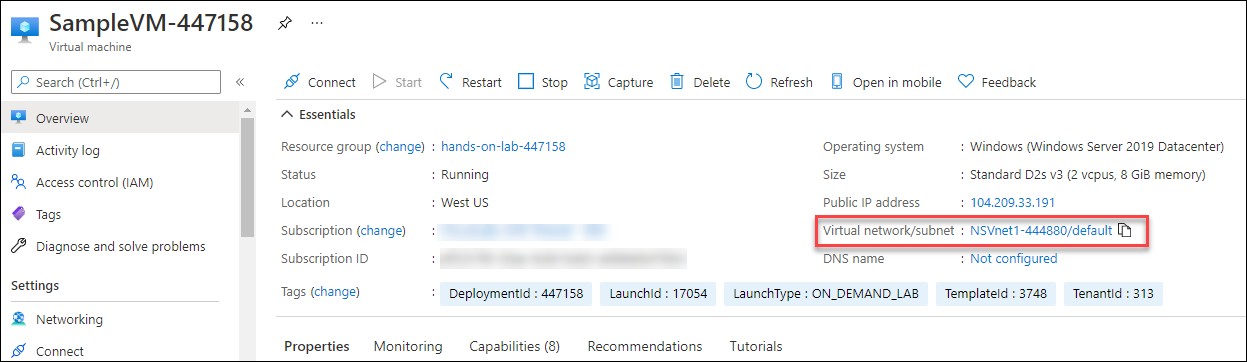 SampleVM-447158
Virtual machine
Search (Ctrl+/)
Overview
Activity log
Access control (IAM)
Tags
Diagnose and solve problems
Settings
Networking
Connect
Connect Start Restart Stop Capture Delete Refresh Open in mobile Feedback
Essentials
Resource group (change) : hands-on-lab-447158
Status : Running
Location : West US
Subscription (change) :
Subscription ID :
Operating system : Windows (Windows Server 2019 Datacenter)
Size : Standard D2s v3 (2 vcpus, 8 GiB memory)
Public IP address : 104.209.33.191
Virtual network/subnet : NSVnet1-444880/default
DNS name : Not configured
Tags (change) : DeploymentId : 447158 LaunchId : 17054 LaunchType : ON_DEMAND_LAB TemplateId : 3748 TenantId : 313
Properties Monitoring Capabilities (8) Recommendations Tutorials